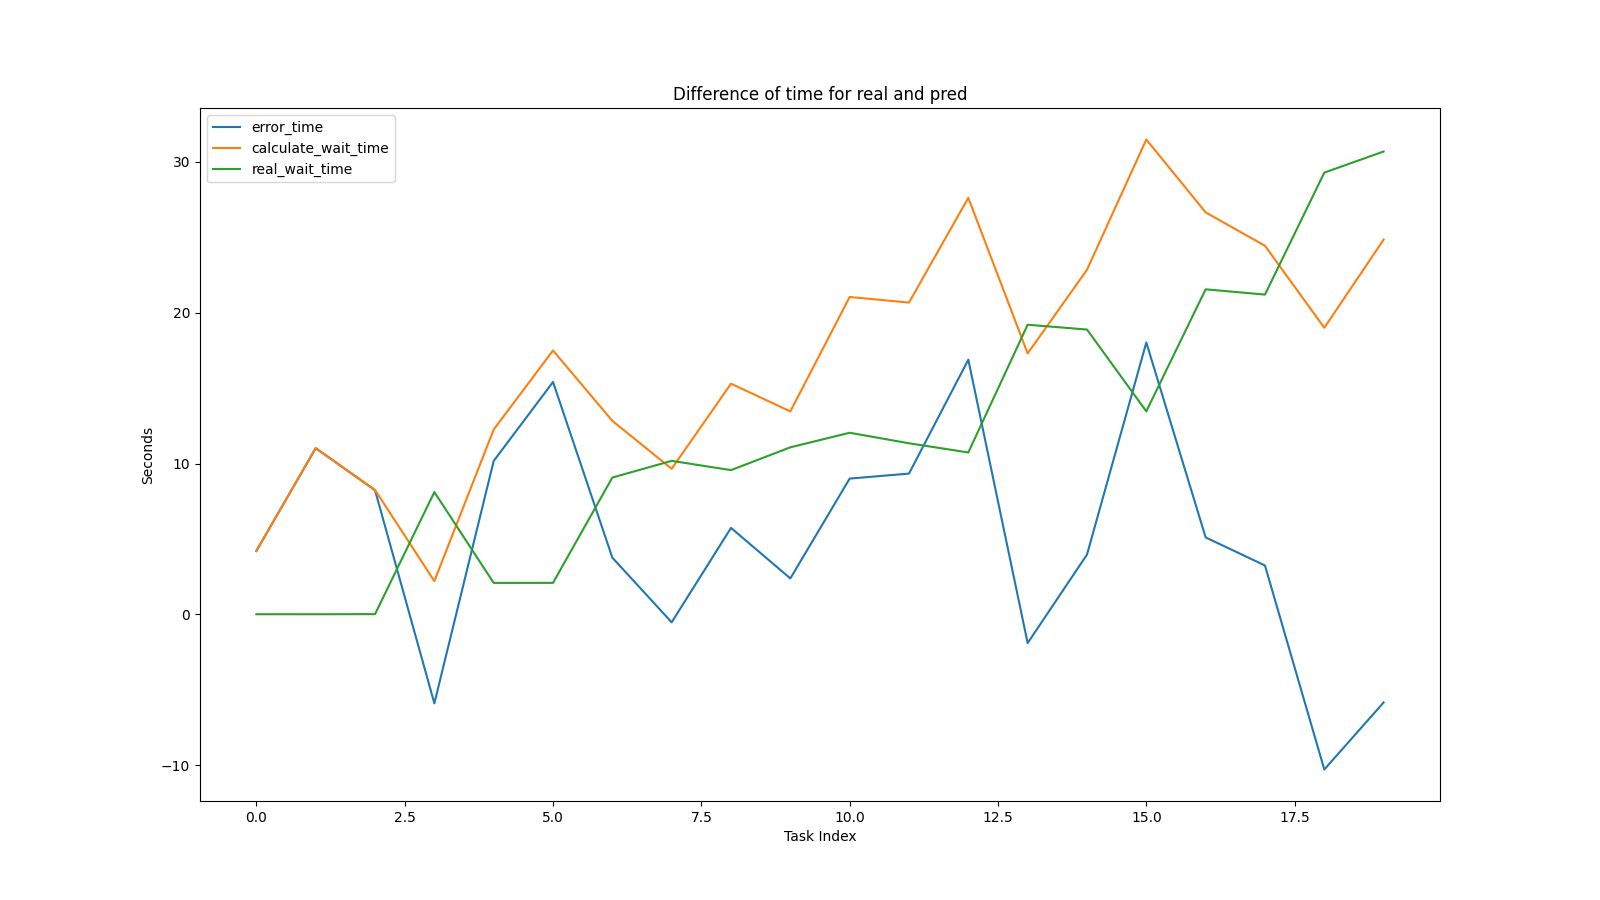 Difference of time for real and pred
error_time
calculate_wait_time
real_wait_time
30
20
10
0
−10
Seconds
0.0 2.5 5.0 7.5 10.0 12.5 15.0 17.5
Task Index